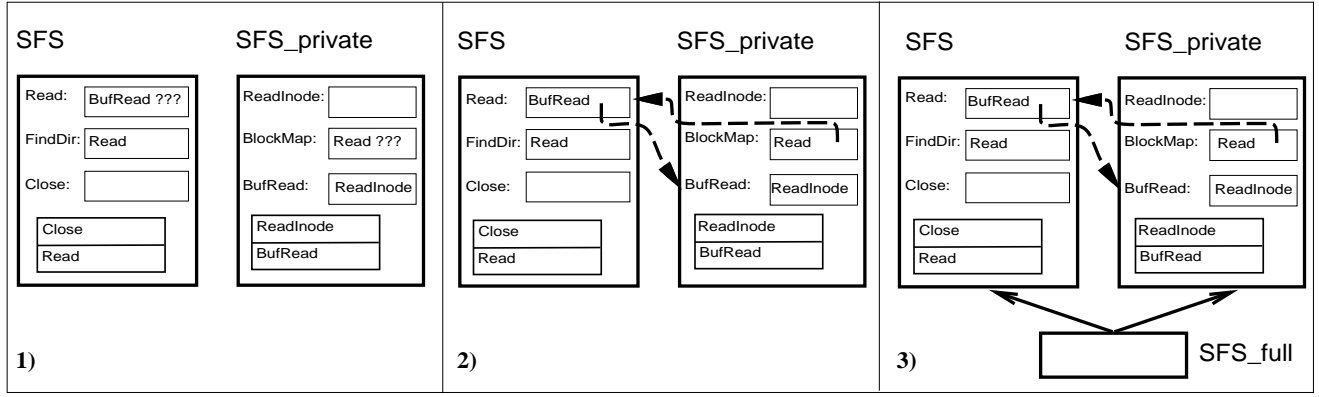 SFS SFS_private
Read: BufRead ??? ReadInode:
FindDir: Read BlockMap: Read ???
Close: BufRead: ReadInode
Close ReadInode
Read BufRead
1)
SFS SFS_private
Read: BufRead ReadInode:
FindDir: Read BlockMap: Read
Close: BufRead: ReadInode
Close ReadInode
Read BufRead
2)
SFS SFS_private
Read: BufRead ReadInode:
FindDir: Read BlockMap: Read
Close: BufRead: ReadInode
Close ReadInode
Read BufRead
3) SFS_full